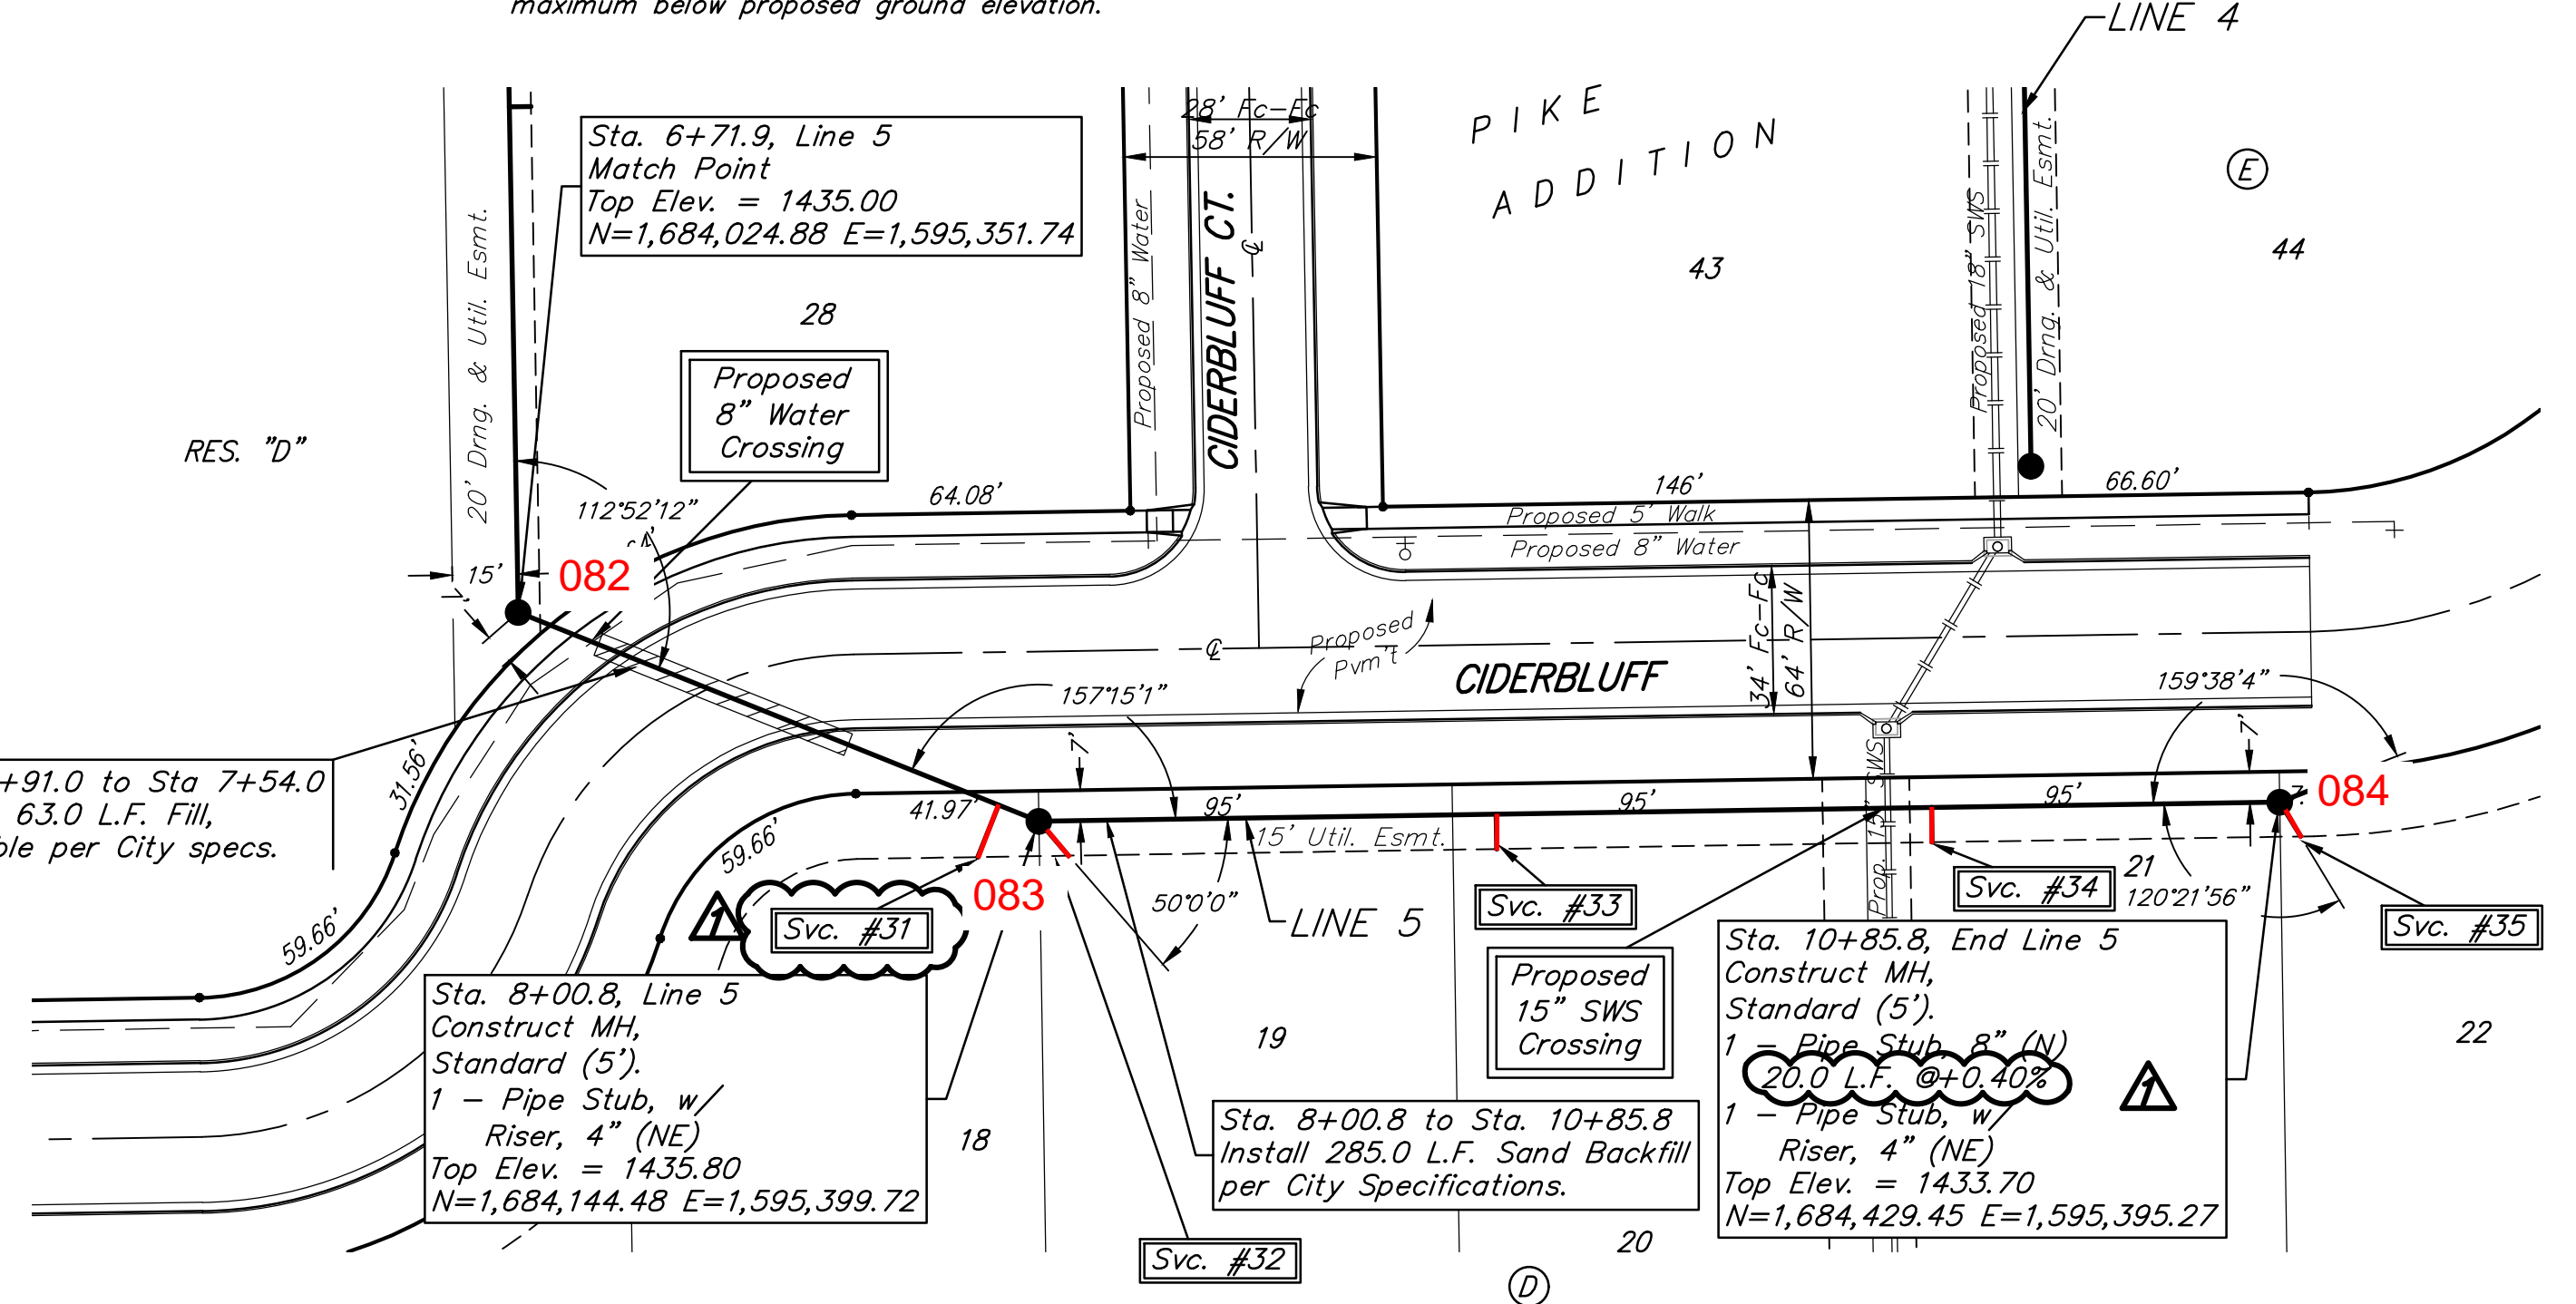 maximum below proposed ground elevation.
LINE 4
Sta. 6+71.9, Line 5
Match Point
Top Elev. = 1435.00
N=1,684,024.88 E=1,595,351.74
28' Fc-Fc
58' R/W
PIKE
ADDITION
E
44
43
28
20' Drng. & Util. Esmt.
Proposed 8" Water
CIDERBLUFF CT.
Proposed 18" SWS
20' Drng. & Util. Esmt.
Proposed
8" Water
Crossing
RES. "D"
112°52'12"
64.08'
146'
66.60'
Proposed 5' Walk
Proposed 8" Water
15'
082
7'
Proposed
Pvm't
CIDERBLUFF
34' Fc-Fc
64' R/W
157°15'1"
159°38'4"
31.56'
7'
7'
+91.0 to Sta 7+54.0
63.0 L.F. Fill,
ble per City specs.
41.97'
95'
95'
95'
084
15' Util. Esmt.
Prop. 15" SWS
59.66'
59.66'
083
50°0'0"
Svc. #31
1
LINE 5
Svc. #33
Svc. #34
21
120°21'56"
Svc. #35
Sta. 8+00.8, Line 5
Construct MH,
Standard (5').
1 - Pipe Stub, w/
Riser, 4" (NE)
Top Elev. = 1435.80
N=1,684,144.48 E=1,595,399.72
18
19
Proposed
15" SWS
Crossing
Sta. 10+85.8, End Line 5
Construct MH,
Standard (5').
1 - Pipe Stub, 8" (N)
20.0 L.F. @+0.40%
1 - Pipe Stub, w/
Riser, 4" (NE)
Top Elev. = 1433.70
N=1,684,429.45 E=1,595,395.27
1
22
Sta. 8+00.8 to Sta. 10+85.8
Install 285.0 L.F. Sand Backfill
per City Specifications.
Svc. #32
20
D